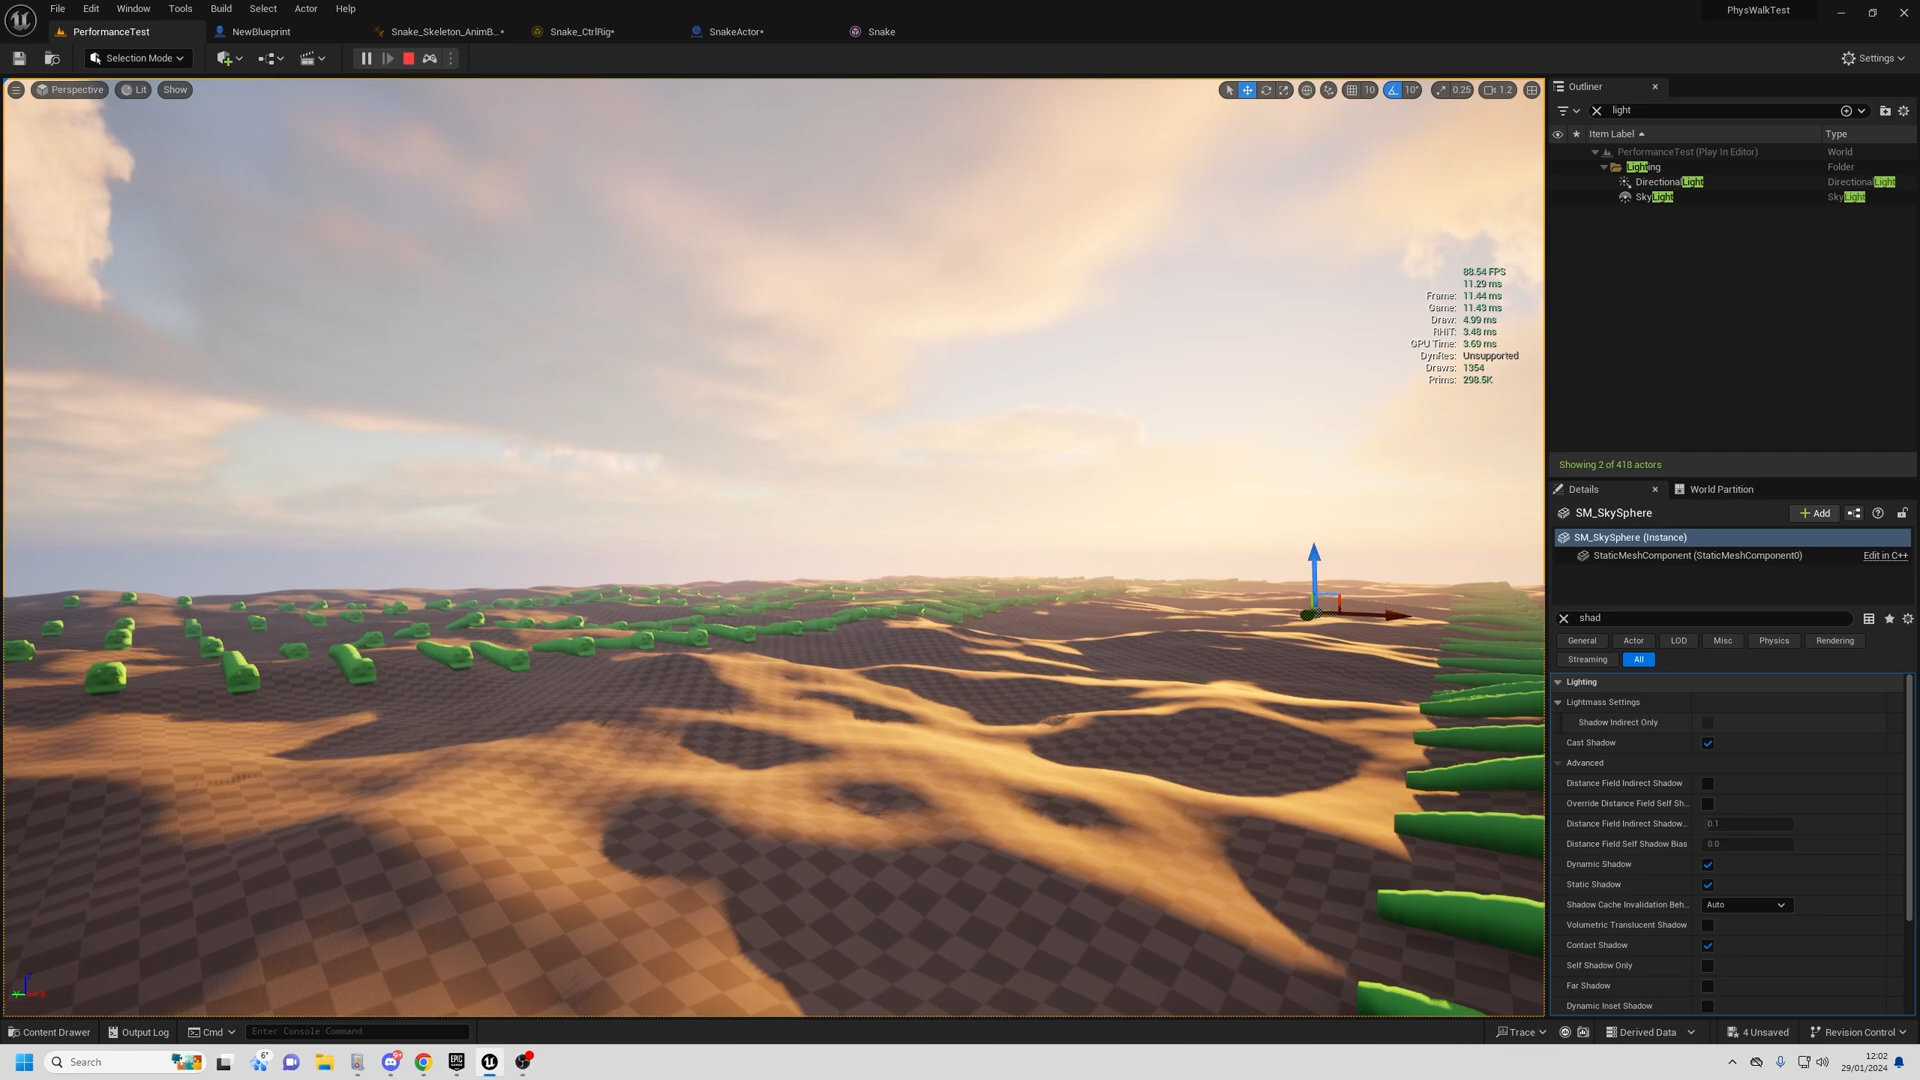 File Edit Window Tools Build Select Actor Help
PhysWalkTest
PerformanceTest
NewBlueprint
Snake_Skeleton_AnimB...*
Snake_CtrlRig*
SnakeActor*
Snake
Selection Mode
Settings
Perspective
Lit
Show
10
10°
0.25
1.2
88.54 FPS
11.29 ms
Frame: 11.44 ms
Game: 11.43 ms
Draw: 4.99 ms
RHIT: 3.48 ms
GPU Time: 3.69 ms
DynRes: Unsupported
Draws: 1354
Prims: 298.5K
Outliner
light
Item Label
Type
PerformanceTest (Play In Editor)
World
Lighting
Folder
DirectionalLight
DirectionalLight
SkyLight
SkyLight
Showing 2 of 418 actors
Details
World Partition
SM_SkySphere
Add
SM_SkySphere (Instance)
StaticMeshComponent (StaticMeshComponent0)
Edit in C++
shad
General Actor LOD Misc Physics Rendering
Streaming All
Lighting
Lightmass Settings
Shadow Indirect Only
Cast Shadow
Advanced
Distance Field Indirect Shadow
Override Distance Field Self Sh...
Distance Field Indirect Shadow... 0.1
Distance Field Self Shadow Bias 0.0
Dynamic Shadow
Static Shadow
Shadow Cache Invalidation Beh... Auto
Volumetric Translucent Shadow
Contact Shadow
Self Shadow Only
Far Shadow
Dynamic Inset Shadow
Content Drawer
Output Log
Cmd
Enter Console Command
Trace
Derived Data
4 Unsaved
Revision Control
Search
6°
9+
EPIC
12:02
29/01/2024